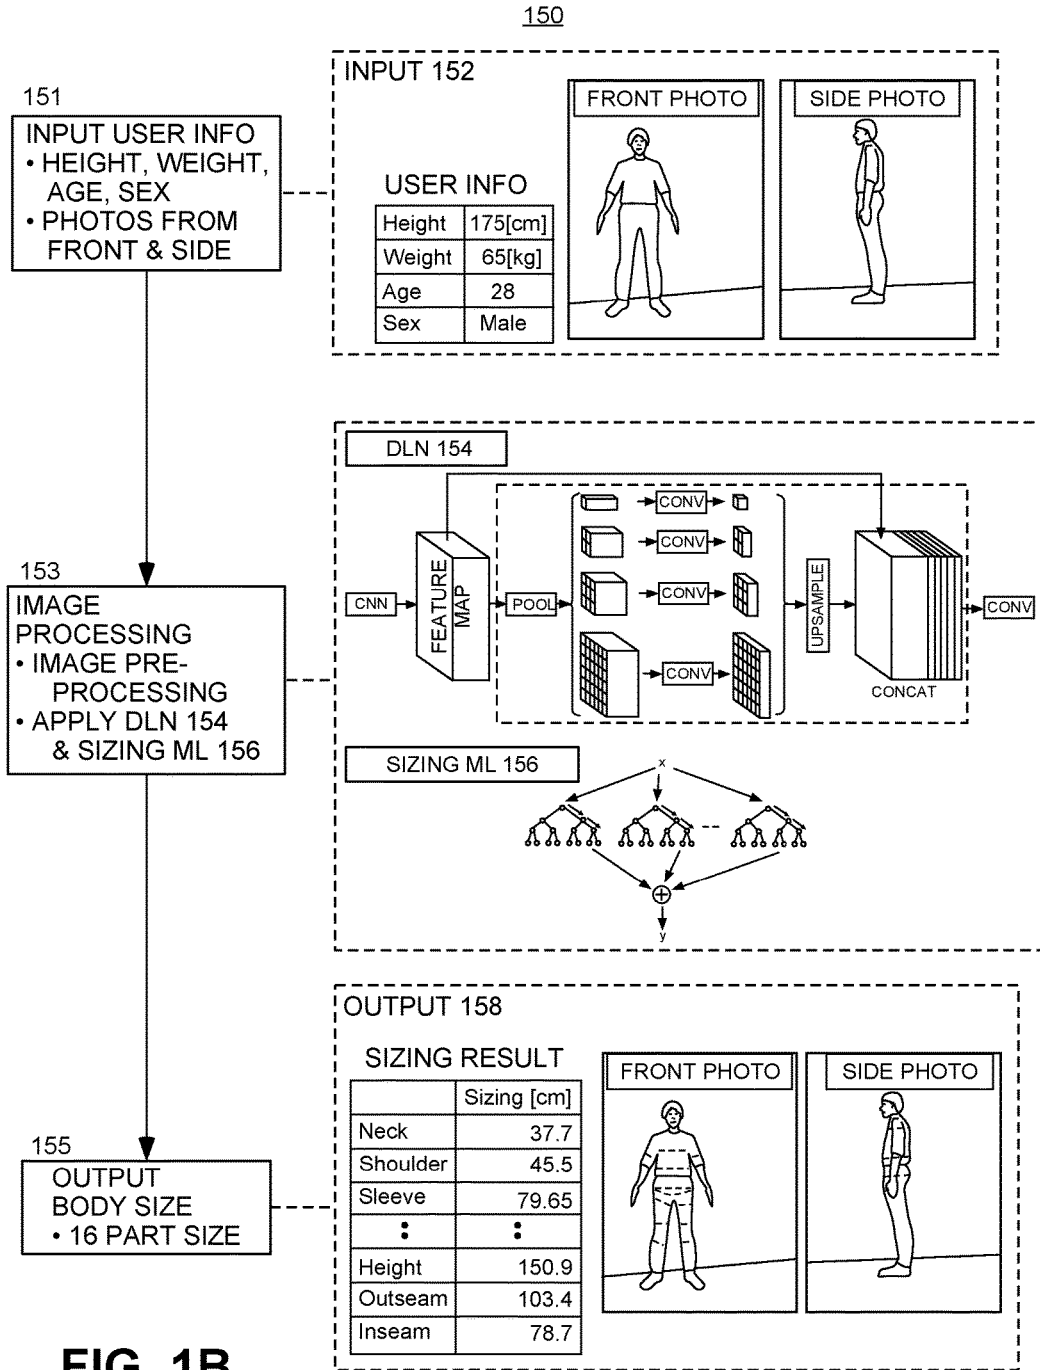 150
151
INPUT USER INFO
• HEIGHT, WEIGHT,
AGE, SEX
• PHOTOS FROM
FRONT & SIDE
INPUT 152
USER INFO
Height 175[cm]
Weight 65[kg]
Age 28
Sex Male
FRONT PHOTO
SIDE PHOTO
153
IMAGE
PROCESSING
• IMAGE PRE-
PROCESSING
• APPLY DLN 154
& SIZING ML 156
DLN 154
CNN
FEATURE
MAP
POOL
CONV
CONV
CONV
CONV
UPSAMPLE
CONCAT
CONV
SIZING ML 156
x
y
155
OUTPUT
BODY SIZE
• 16 PART SIZE
OUTPUT 158
SIZING RESULT
Sizing [cm]
Neck 37.7
Shoulder 45.5
Sleeve 79.65
Height 150.9
Outseam 103.4
Inseam 78.7
FRONT PHOTO
SIDE PHOTO
FIG. 1B